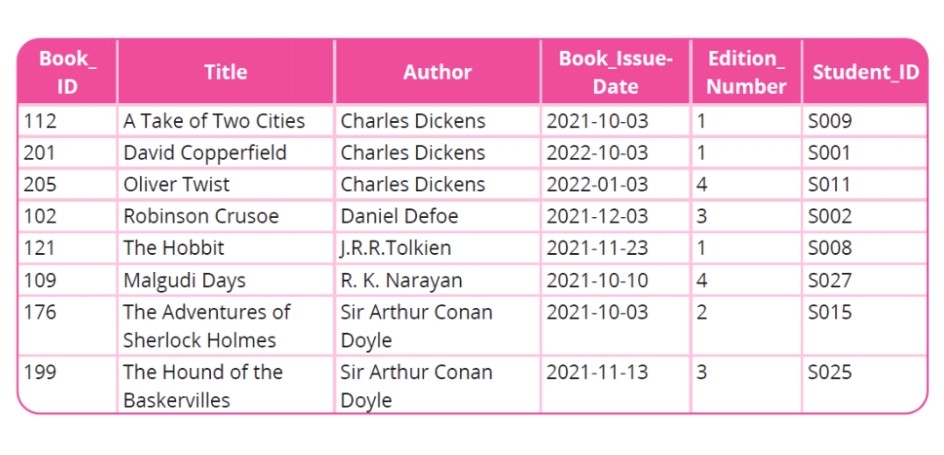 Book_ID Title Author Book_Issue-Date Edition_Number Student_ID
112 A Take of Two Cities Charles Dickens 2021-10-03 1 S009
201 David Copperfield Charles Dickens 2022-10-03 1 S001
205 Oliver Twist Charles Dickens 2022-01-03 4 S011
102 Robinson Crusoe Daniel Defoe 2021-12-03 3 S002
121 The Hobbit J.R.R.Tolkien 2021-11-23 1 S008
109 Malgudi Days R. K. Narayan 2021-10-10 4 S027
176 The Adventures of Sherlock Holmes Sir Arthur Conan Doyle 2021-10-03 2 S015
199 The Hound of the Baskervilles Sir Arthur Conan Doyle 2021-11-13 3 S025